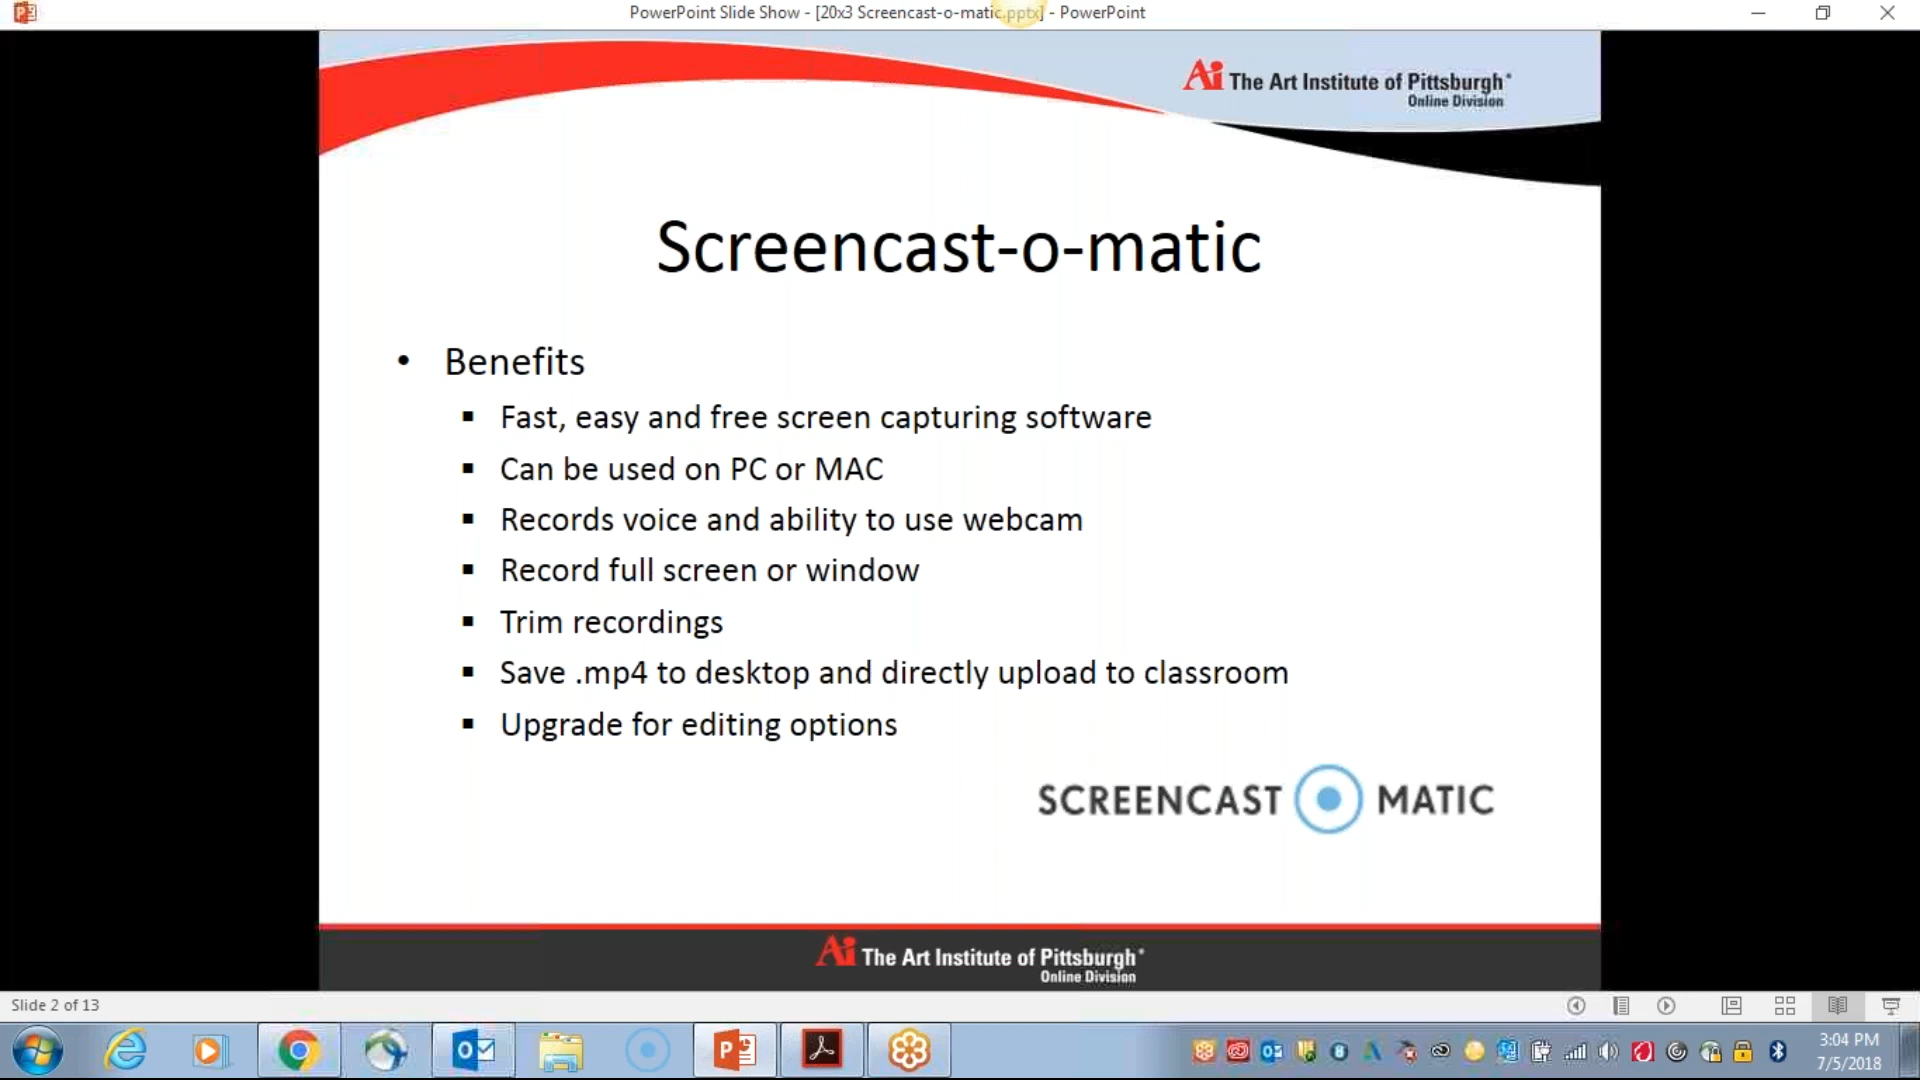 PowerPoint Slide Show - [20x3 Screencast-o-matic.pptx] - PowerPoint
Ai The Art Institute of Pittsburgh®
Online Division
Screencast-o-matic
• Benefits
▪ Fast, easy and free screen capturing software
▪ Can be used on PC or MAC
▪ Records voice and ability to use webcam
▪ Record full screen or window
▪ Trim recordings
▪ Save .mp4 to desktop and directly upload to classroom
▪ Upgrade for editing options
SCREENCAST O MATIC
Ai The Art Institute of Pittsburgh®
Online Division
Slide 2 of 13
3:04 PM
7/5/2018